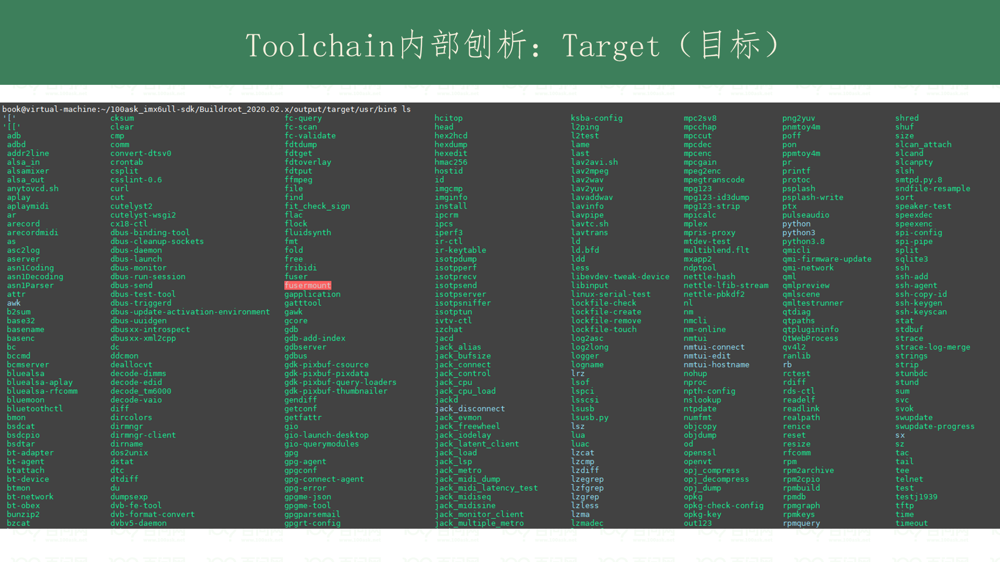 Toolchain内部刨析：Target（目标）
book@virtual-machine:~/100ask_imx6ull-sdk/Buildroot_2020.02.x/output/target/usr/bin$ ls
'[' cksum fc-query hcitop ksba-config mpc2sv8 png2yuv shred
'[[' clear fc-scan head l2ping mpcchap pnmtoy4m shuf
adb cmp fc-validate hex2hcd l2test mpccut poff size
adbd comm fdtdump hexdump lame mpcdec pon slcan_attach
addr2line convert-dtsv0 fdtget hexedit last mpcenc ppmtoy4m slcand
alsa_in crontab fdtoverlay hmac256 lav2avi.sh mpcgain pr slcanpty
alsamixer csplit fdtput hostid lav2mpeg mpeg2enc printf slsh
alsa_out csslint-0.6 ffmpeg id lav2wav mpegtranscode protoc smtpd.py.8
anytovcd.sh curl file imgcmp lav2yuv mpg123 psplash sndfile-resample
aplay cut find imginfo lavaddwav mpg123-id3dump psplash-write sort
aplaymidi cutelyst2 fit_check_sign install lavinfo mpg123-strip ptx speaker-test
ar cutelyst-wsgi2 flac ipcrm lavpipe mpicalc pulseaudio speexdec
arecord cx18-ctl flock ipcs lavtc.sh mplex python speexenc
arecordmidi dbus-binding-tool fluidsynth iperf3 lavtrans mpris-proxy python3 spi-config
as dbus-cleanup-sockets fmt ir-ctl ld mtdev-test python3.8 spi-pipe
asc2log dbus-daemon fold ir-keytable ld.bfd multiblend.flt qmicli split
aserver dbus-launch free isotpdump ldd mxapp2 qmi-firmware-update sqlite3
asn1Coding dbus-monitor fribidi isotpperf less ndptool qmi-network ssh
asn1Decoding dbus-run-session fuser isotprecv libevdev-tweak-device nettle-hash qml ssh-add
asn1Parser dbus-send fusermount isotpsend libinput nettle-lfib-stream qmlpreview ssh-agent
attr dbus-test-tool gapplication isotpserver linux-serial-test nettle-pbkdf2 qmlscene ssh-copy-id
awk dbus-triggerd gatttool isotpsniffer lockfile-check nl qmltestrunner ssh-keygen
b2sum dbus-update-activation-environment gawk isotptun lockfile-create nm qtdiag ssh-keyscan
base32 dbus-uuidgen gcore ivtv-ctl lockfile-remove nmcli qtpaths stat
basename dbusxx-introspect gdb izchat lockfile-touch nm-online qtplugininfo stdbuf
basenc dbusxx-xml2cpp gdb-add-index jacd log2asc nmtui QtWebProcess strace
bc dc gdbserver jack_alias log2long nmtui-connect qv4l2 strace-log-merge
bccmd ddcmon gdbus jack_bufsize logger nmtui-edit ranlib strings
bcmserver deallocvt gdk-pixbuf-csource jack_connect logname nmtui-hostname rb strip
bluealsa decode-dimms gdk-pixbuf-pixdata jack_control lrz nohup rctest stunbdc
bluealsa-aplay decode-edid gdk-pixbuf-query-loaders jack_cpu lsof nproc rdiff stund
bluealsa-rfcomm decode_tm6000 gdk-pixbuf-thumbnailer jack_cpu_load lspci npth-config rds-ctl sum
bluemoon decode-vaio gendiff jackd lsscsi nslookup readelf svc
bluetoothctl diff getconf jack_disconnect lsusb ntpdate readlink svok
bmon dircolors getfattr jack_evmon lsusb.py numfmt realpath swupdate
bsdcat dirmngr gio jack_freewheel lsz objcopy renice swupdate-progress
bsdcpio dirmngr-client gio-launch-desktop jack_iodelay lua objdump reset sx
bsdtar dirname gio-querymodules jack_latent_client luac od resize sz
bt-adapter dos2unix gpg jack_load lzcat openssl rfcomm tac
bt-agent dstat gpg-agent jack_lsp lzcmp openvt rpm tail
btattach dtc gpgconf jack_metro lzdiff opj_compress rpm2archive tee
bt-device dtdiff gpg-connect-agent jack_midi_dump lzegrep opj_decompress rpm2cpio telnet
btmon du gpg-error jack_midi_latency_test lzfgrep opj_dump rpmbuild test
bt-network dumpsexp gpgme-json jack_midiseq lzgrep opkg rpmdb testj1939
bt-obex dvb-fe-tool gpgme-tool jack_midisine lzless opkg-check-config rpmgraph tftp
bunzip2 dvb-format-convert gpgparsemail jack_monitor_client lzma opkg-key rpmkeys time
bzcat dvbv5-daemon gpgrt-config jack_multiple_metro lzmadec out123 rpmquery timeout